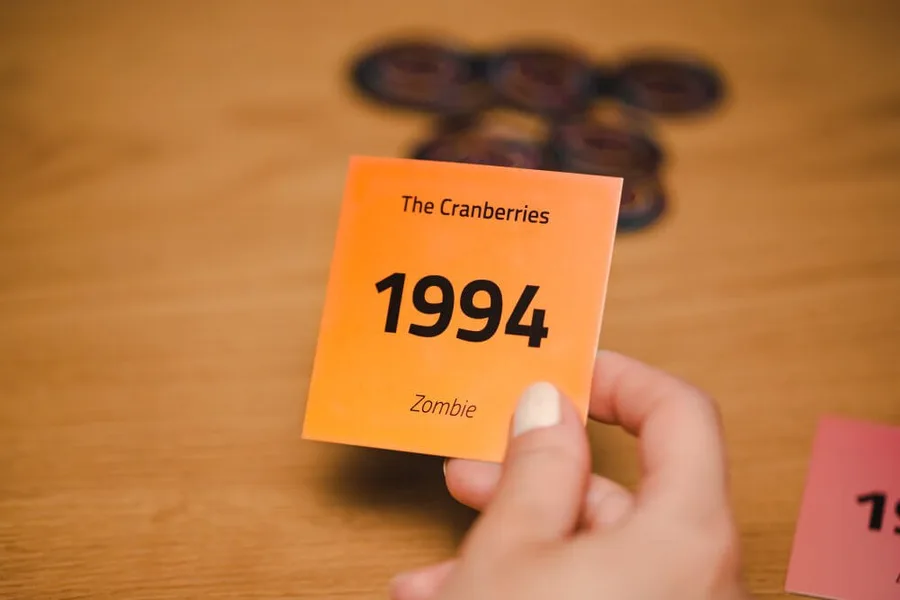 The Cranberries
1994
Zombie